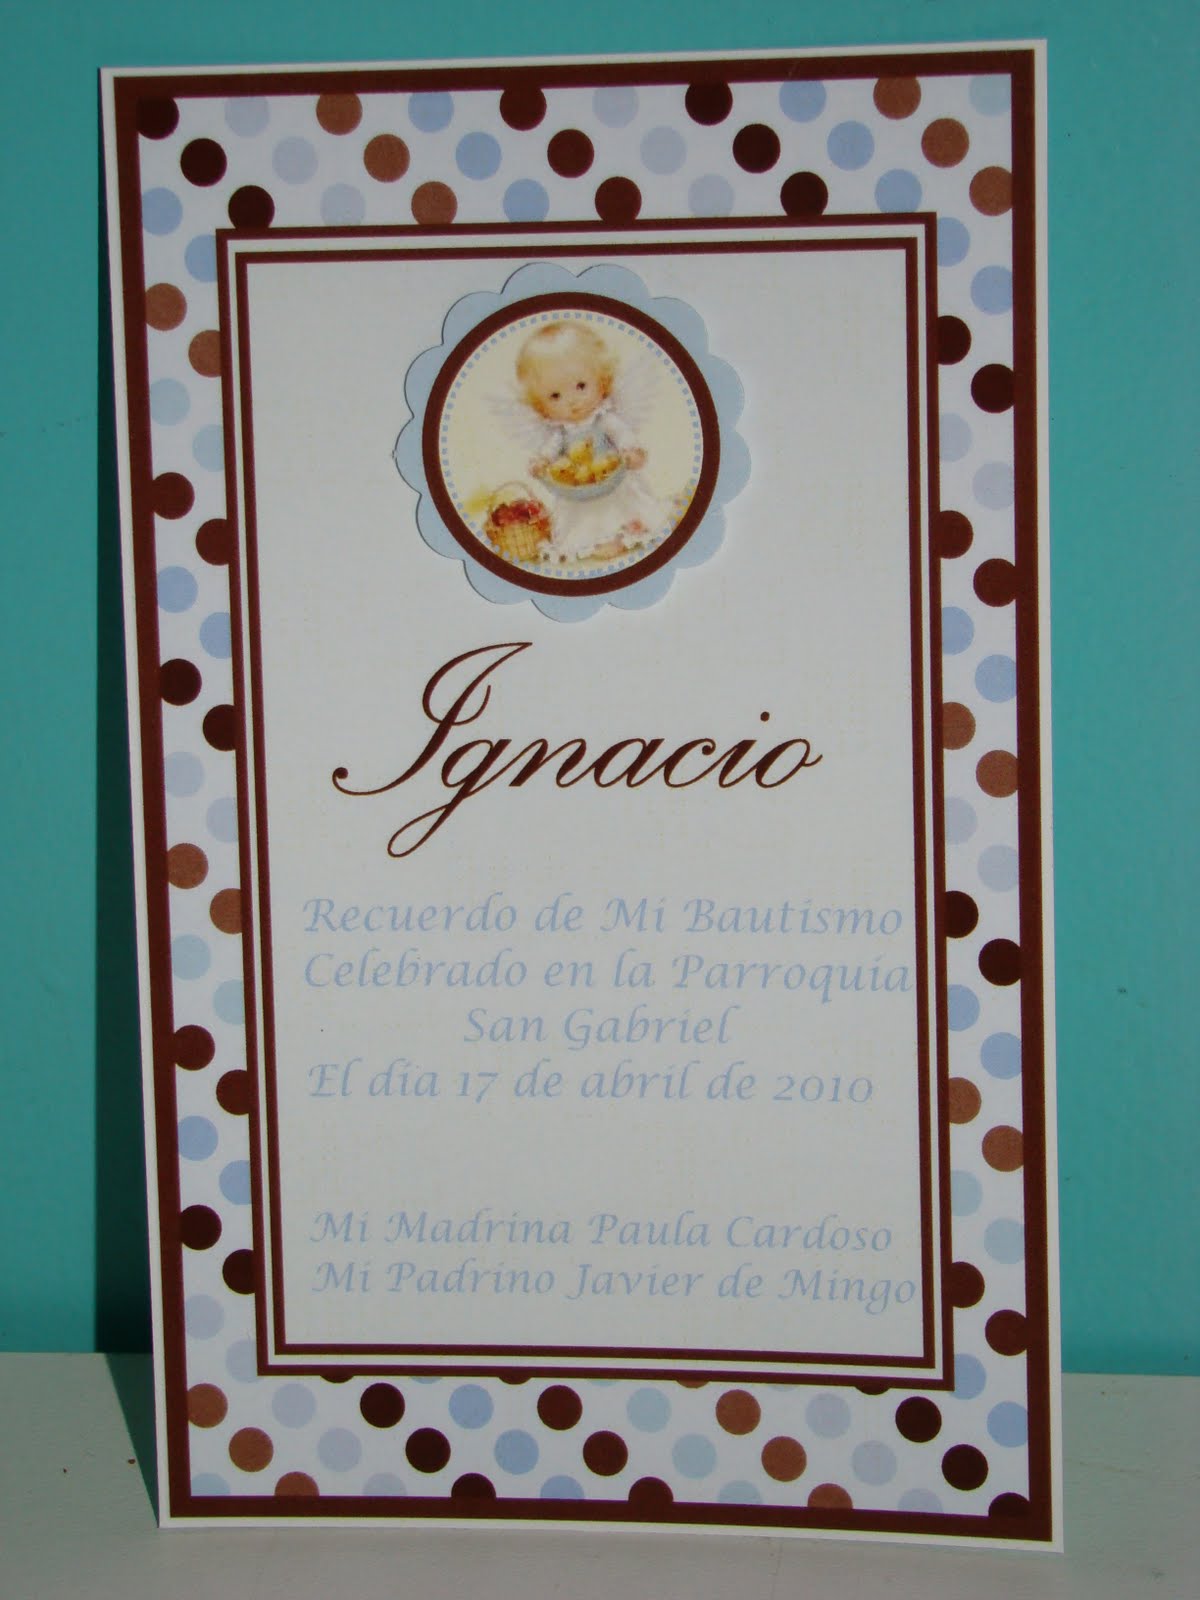 Ignacio
Recuerdo de Mi Bautismo
Celebrado en la Parroquia
San Gabriel
El día 17 de abril de 2010
Mi Madrina Paula Cardoso
Mi Padrino Javier de Mingo